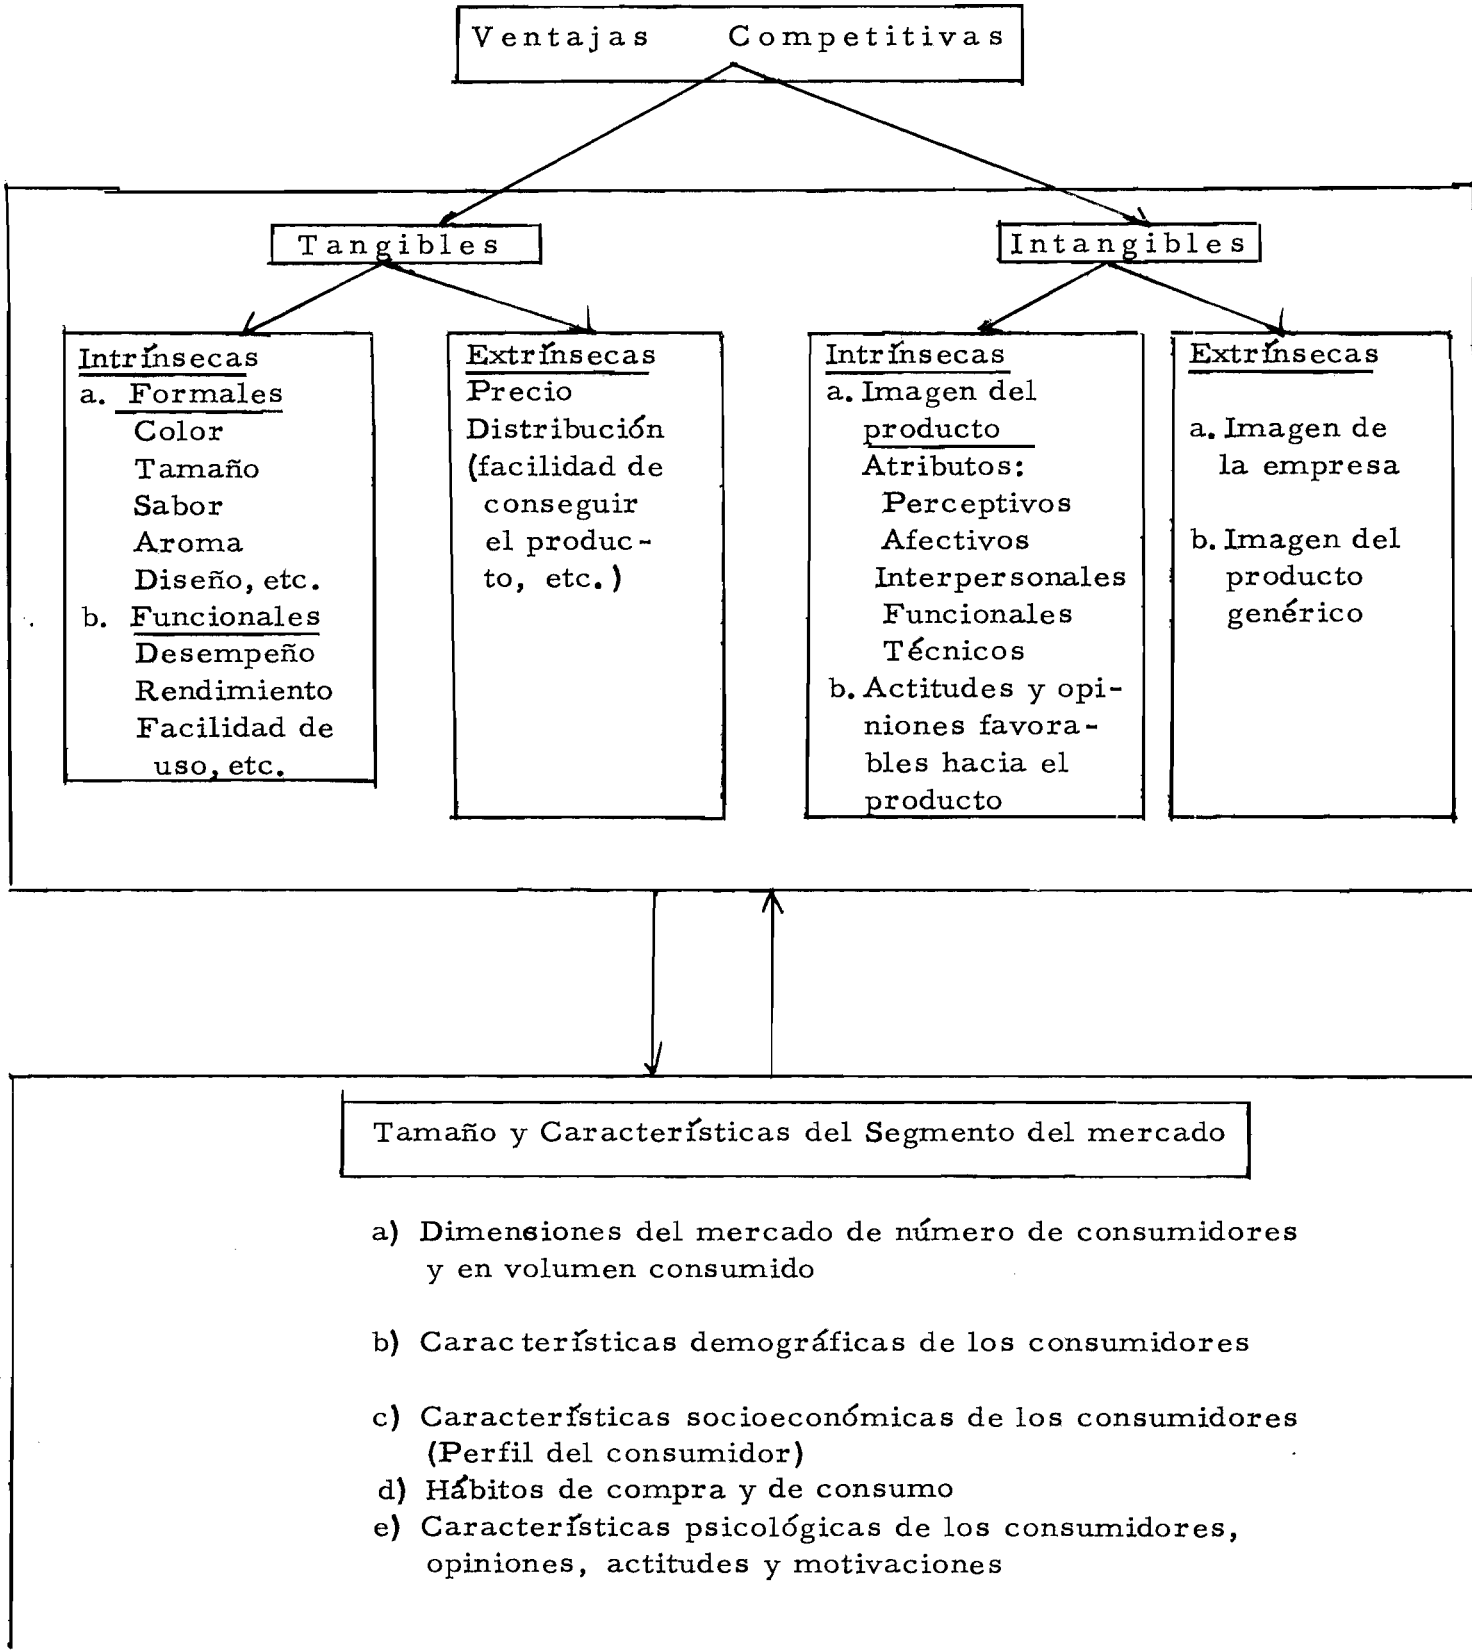 Ventajas Competitivas
Tangibles
Intrínsecas
a. Formales
Color
Tamaño
Sabor
Aroma
Diseño, etc.
b. Funcionales
Desempeño
Rendimiento
Facilidad de
uso, etc.
Extrínsecas
Precio
Distribución
(facilidad de
conseguir
el produc-
to, etc.)
Intangibles
Intrínsecas
a. Imagen del
producto
Atributos:
Perceptivos
Afectivos
Interpersonales
Funcionales
Técnicos
b. Actitudes y opi-
niones favora-
bles hacia el
producto
Extrínsecas
a. Imagen de
la empresa
b. Imagen del
producto
genérico
Tamaño y Características del Segmento del mercado
a) Dimensiones del mercado de número de consumidores
y en volumen consumido
b) Características demográficas de los consumidores
c) Características socioeconómicas de los consumidores
(Perfil del consumidor)
d) Hábitos de compra y de consumo
e) Características psicológicas de los consumidores,
opiniones, actitudes y motivaciones